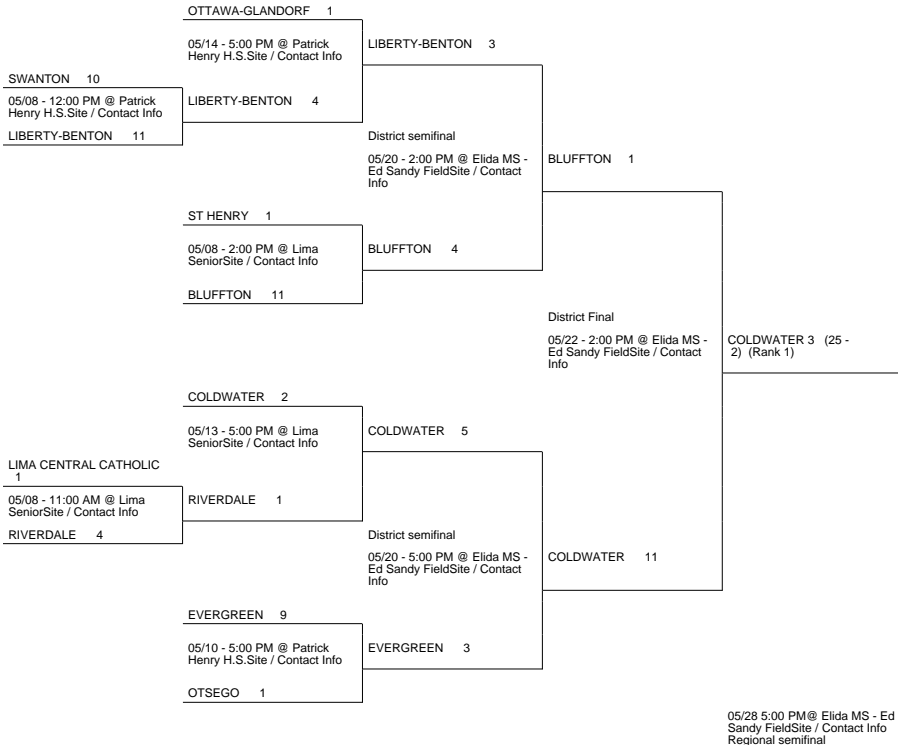 OTTAWA-GLANDORF 1
05/14 - 5:00 PM @ Patrick
Henry H.S.Site / Contact Info
LIBERTY-BENTON 3
SWANTON 10
05/08 - 12:00 PM @ Patrick
Henry H.S.Site / Contact Info
LIBERTY-BENTON 4
LIBERTY-BENTON 11
District semifinal
05/20 - 2:00 PM @ Elida MS -
Ed Sandy FieldSite / Contact
Info
BLUFFTON 1
ST HENRY 1
05/08 - 2:00 PM @ Lima
SeniorSite / Contact Info
BLUFFTON 4
BLUFFTON 11
District Final
05/22 - 2:00 PM @ Elida MS -
Ed Sandy FieldSite / Contact
Info
COLDWATER 3 (25 -
2) (Rank 1)
COLDWATER 2
05/13 - 5:00 PM @ Lima
SeniorSite / Contact Info
COLDWATER 5
LIMA CENTRAL CATHOLIC
1
05/08 - 11:00 AM @ Lima
SeniorSite / Contact Info
RIVERDALE 1
RIVERDALE 4
District semifinal
05/20 - 5:00 PM @ Elida MS -
Ed Sandy FieldSite / Contact
Info
COLDWATER 11
EVERGREEN 9
05/10 - 5:00 PM @ Patrick
Henry H.S.Site / Contact Info
EVERGREEN 3
OTSEGO 1
05/28 5:00 PM@ Elida MS - Ed
Sandy FieldSite / Contact Info
Regional semifinal